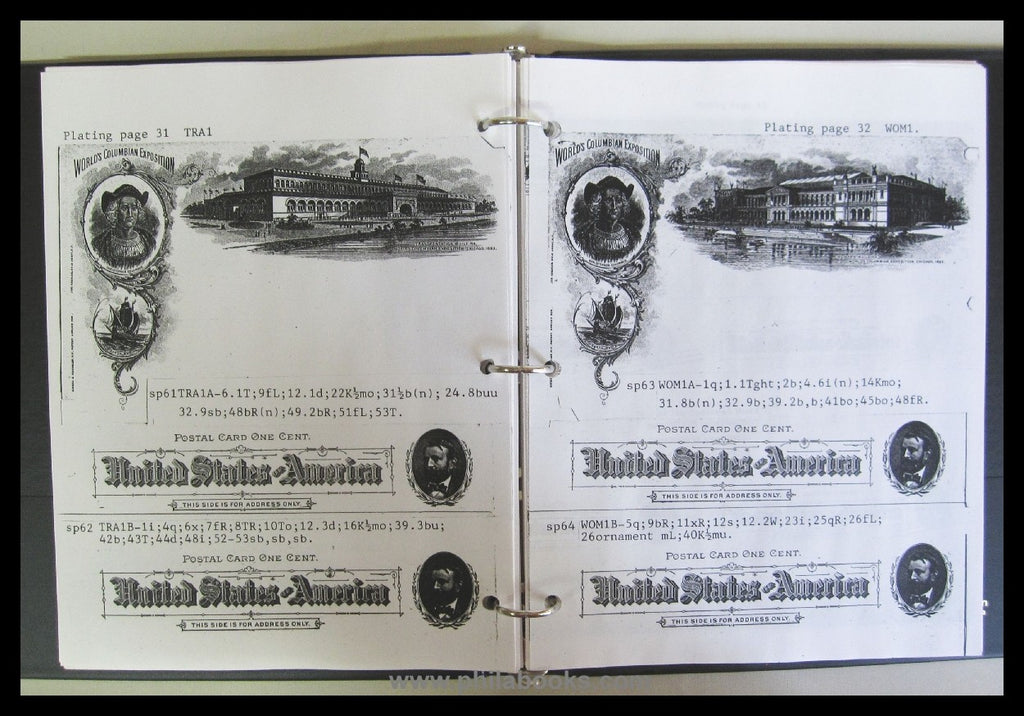 Plating page 31 TRA1
WORLD'S COLUMBIAN EXPOSITION
sp61TRA1A-6.1T;9fL;12.1d;22K½mo;31½b(n); 24.8buu
32.9sb;48bR(n);49.2bR;51fL;53T.
POSTAL CARD ONE CENT.
United States of America
THIS SIDE IS FOR ADDRESS ONLY.
sp62 TRA1B-1i;4q;6x;7fR;8TR;10To;12.3d;16K½mo;39.3bu;
42b;43T;44d;48i;52-53sb,sb,sb.
POSTAL CARD ONE CENT.
United States of America
THIS SIDE IS FOR ADDRESS ONLY.
Plating page 32 WOM1.
WORLD'S COLUMBIAN EXPOSITION
sp63 WOM1A-1q;1.1Tght;2b;4.6i(n);14Kmo;
31.8b(n);32.9b;39.2b,b;41bo;45bo;48fR.
POSTAL CARD ONE CENT.
United States of America
THIS SIDE IS FOR ADDRESS ONLY.
sp64 WOM1B-5q;9bR;11xR;12s;12.2W;23i;25qR;26fL;
26ornament mL;40K½mu.
POSTAL CARD ONE CENT.
United States of America
THIS SIDE IS FOR ADDRESS ONLY.
www.philabooks.com